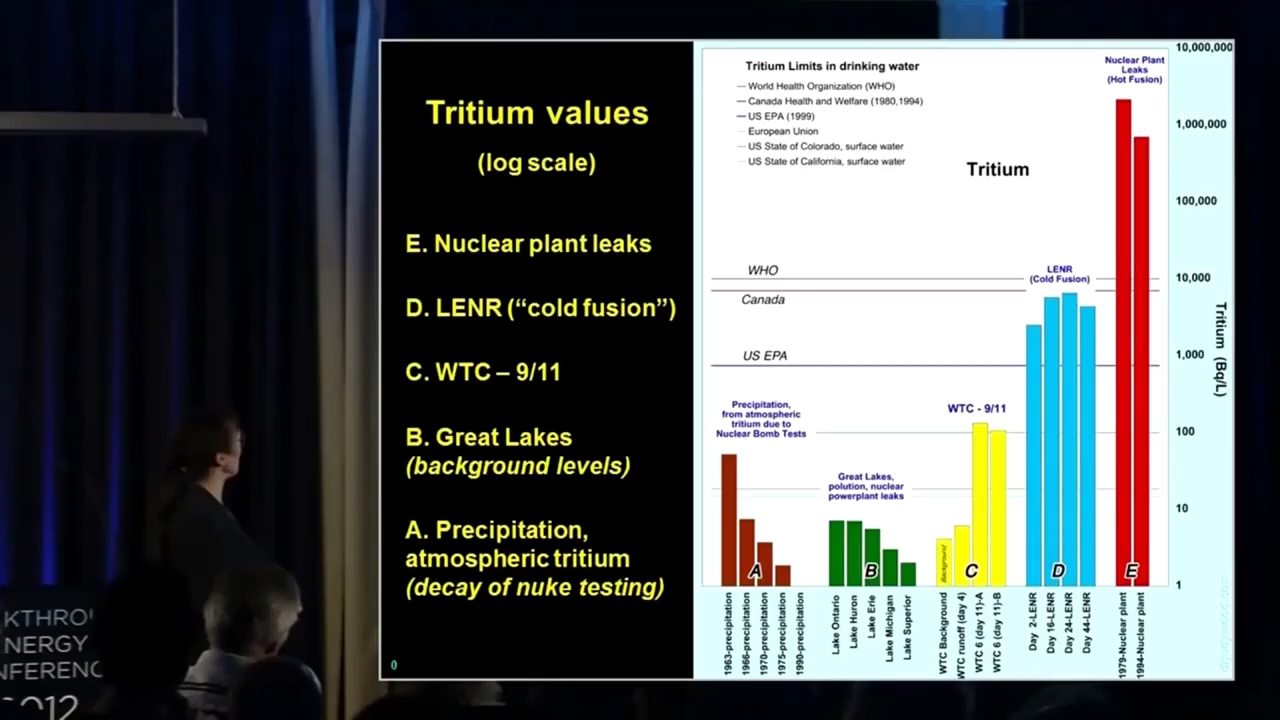 Tritium values
(log scale)
E. Nuclear plant leaks
D. LENR (“cold fusion”)
C. WTC – 9/11
B. Great Lakes
(background levels)
A. Precipitation,
atmospheric tritium
(decay of nuke testing)
0
Tritium Limits in drinking water
World Health Organization (WHO)
Canada Health and Welfare (1980,1994)
US EPA (1999)
European Union
US State of Colorado, surface water
US State of California, surface water
Tritium
Nuclear Plant
Leaks
(Hot Fusion)
WHO
Canada
US EPA
LENR
(Cold Fusion)
Precipitation,
from atmospheric
tritium due to
Nuclear Bomb Tests
WTC - 9/11
Great Lakes,
polution, nuclear
powerplant leaks
Background
A
B
C
D
E
10,000,000
1,000,000
100,000
10,000
1,000
100
10
1
Tritium (Bq/L)
1963-precipitation
1966-precipitation
1970-precipitation
1975-precipitation
1990-precipitation
Lake Ontario
Lake Huron
Lake Erie
Lake Michigan
Lake Superior
WTC Background
WTC runoff (day 4)
WTC 6 (day 11)-A
WTC 6 (day 11)-B
Day 2-LENR
Day 16-LENR
Day 24-LENR
Day 44-LENR
1979-Nuclear plant
1994-Nuclear plant
KTHROU
NERGY
NFERENC
2012